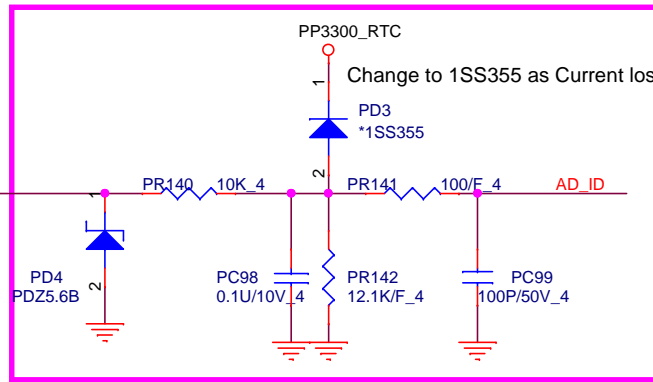 PP3300_RTC
Change to 1SS355 as Current los
1
PD3
*1SS355
2
1
PR140
10K_4
PR141
100/F_4
AD_ID
PD4
PDZ5.6B
2
PC98
0.1U/10V_4
PR142
12.1K/F_4
PC99
100P/50V_4